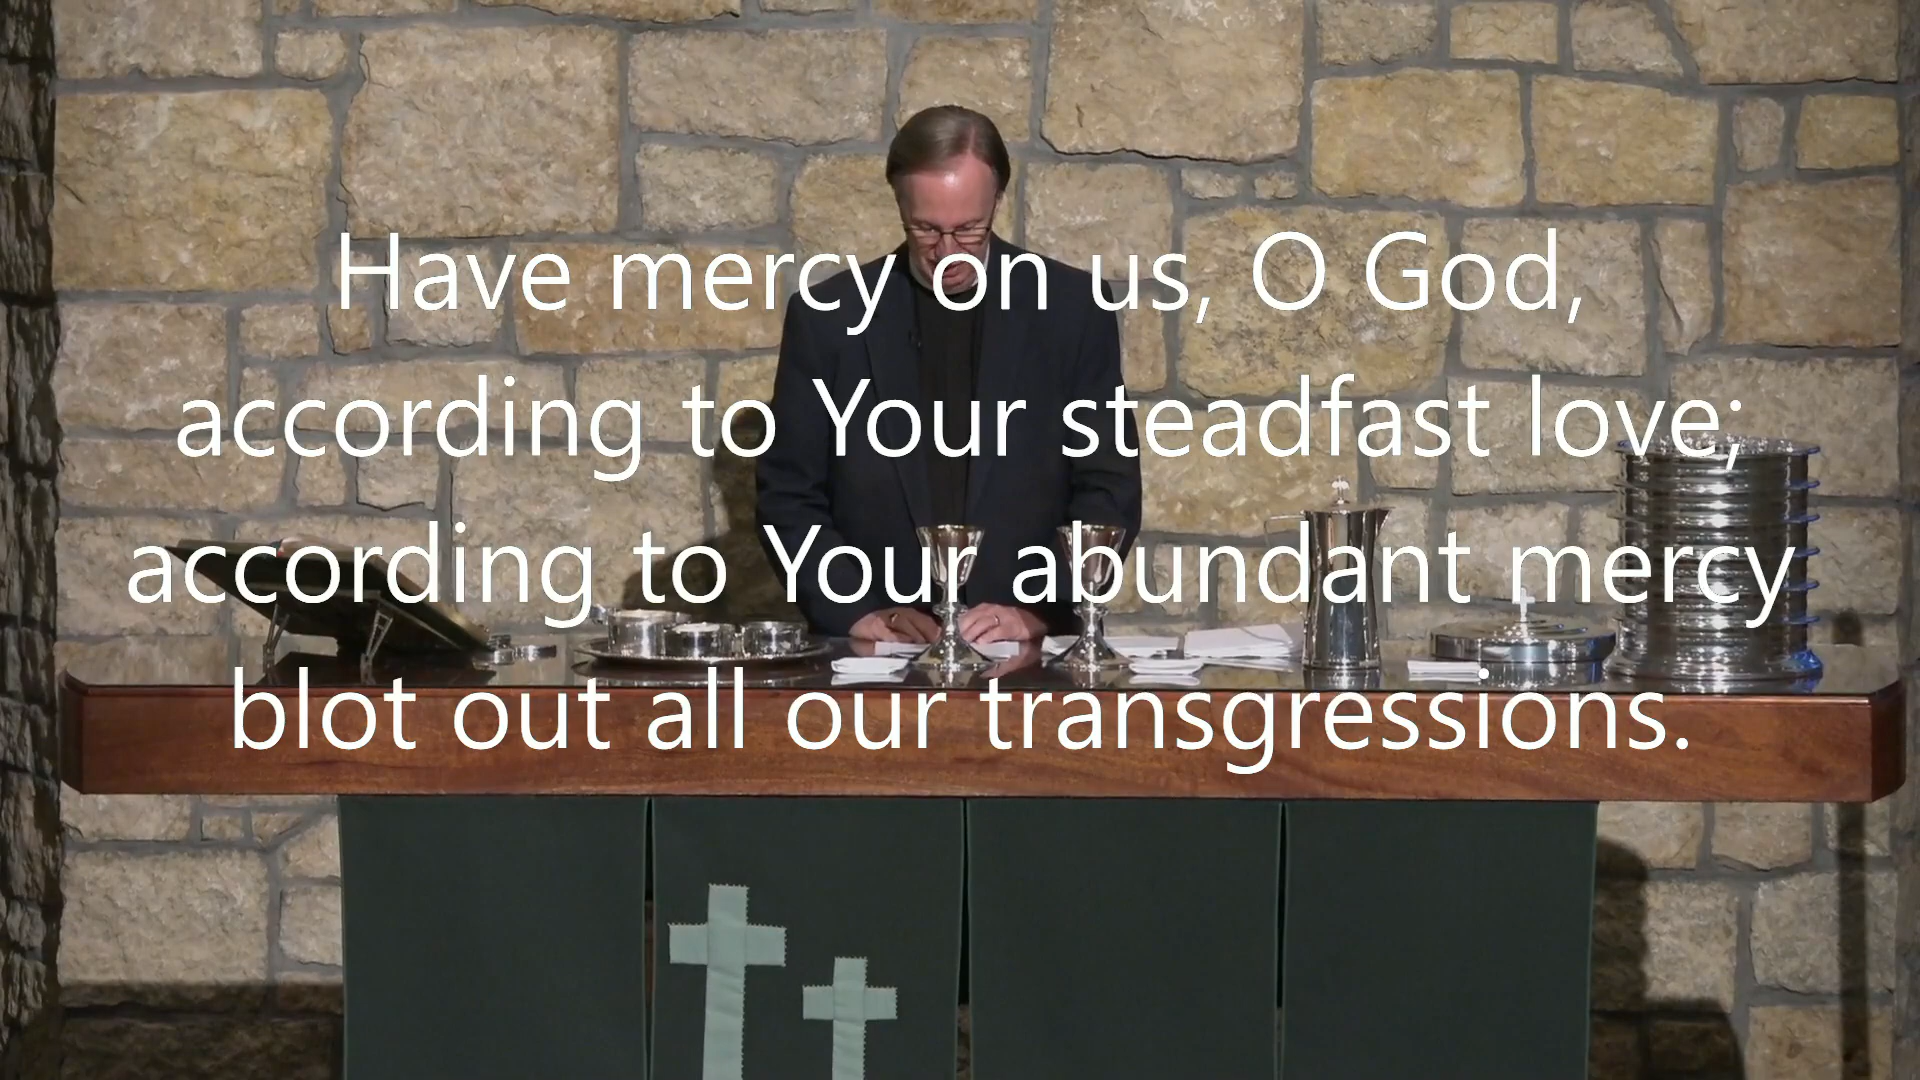 Have mercy on us, O God,
according to Your steadfast love;
according to Your abundant mercy
blot out all our transgressions.